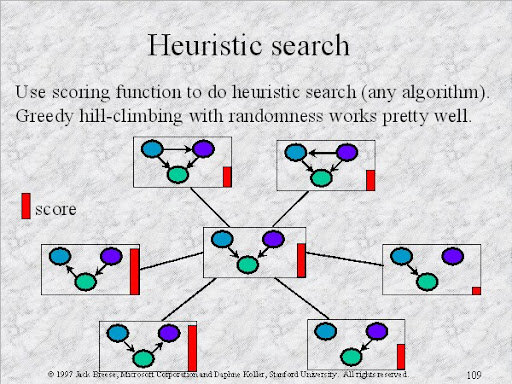 Heuristic search
Use scoring function to do heuristic search (any algorithm).
Greedy hill-climbing with randomness works pretty well.
score
© 1997 Jack Breese, Microsoft Corporation and Daphne Koller, Stanford University. All rights reserved.
109